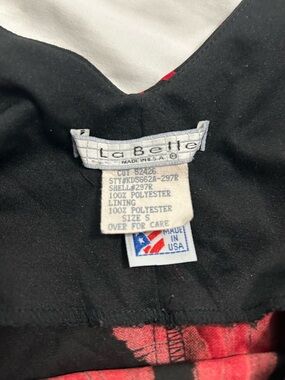 P
La Belle
MADE IN U.S.A. ®
CUT 52426
STY#KDS662A-297R
SHELL#297R
100% POLYESTER
LINING
100% POLYESTER
SIZE S
OVER FOR CARE
MADE
IN
USA